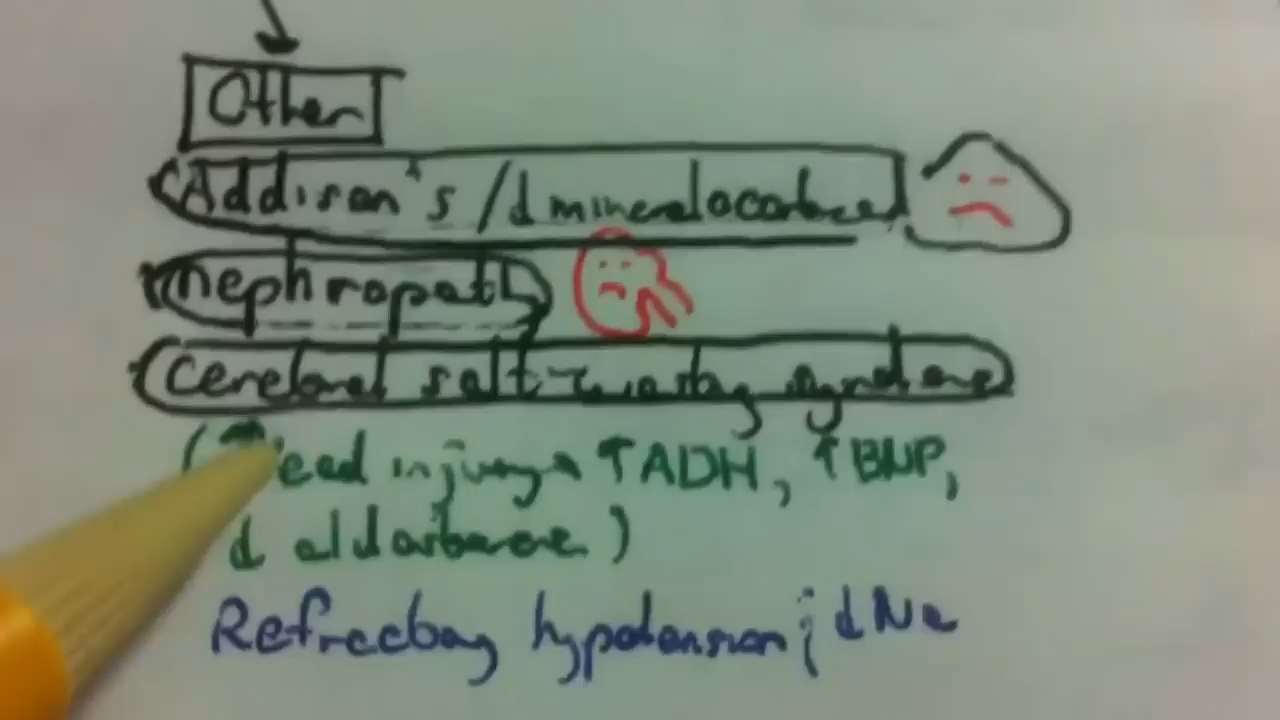 Other
Addison's / ↓ mineralocorticoid
nephropathy
Cerebral salt-wasting syndrome
(Head injury → ↑ADH, ↑BNP,
↓ aldosterone)
Refractory hypotension; ↓Na